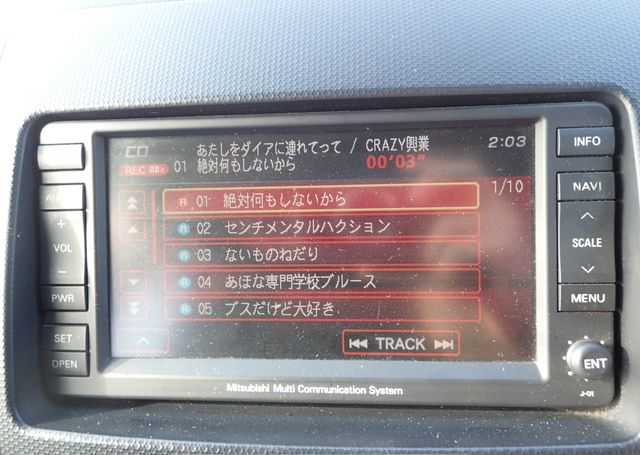 CD あたしをダイアに連れてって / CRAZY興業 2:03
REC 00% 01 絶対何もしないから 00'03"
R 01 絶対何もしないから 1/10
R 02 センチメンタルハクション
R 03 ないものねだり
R 04 あほな専門学校ブルース
R 05 ブスだけど大好き
TRACK
Mitsubishi Multi Communication System
+
VOL
−
PWR
SET
OPEN
INFO
NAVI
SCALE
MENU
ENT
J-01